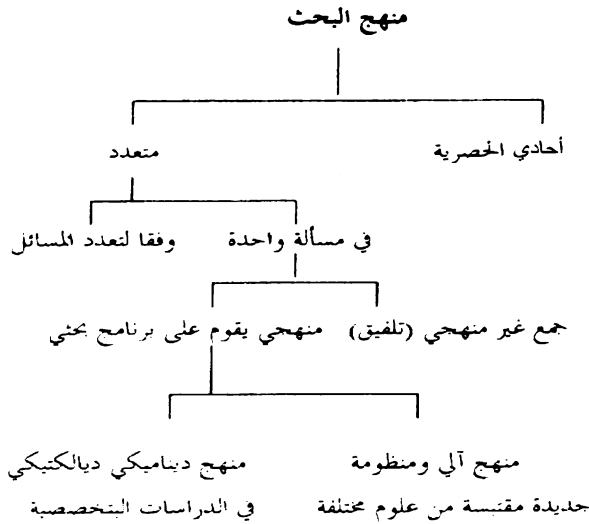 منهج البحث
أحادي الحصرية
متعدد
في مسألة واحدة
وفقا لتعدد المسائل
جمع غير منهجي (تلفيق)
منهجي يقوم على برنامج بحثي
منهج آلي ومنظومة
جديدة مقتبسة من علوم مختلفة
منهج ديناميكي ديالكتيكي
في الدراسات البتخصصية